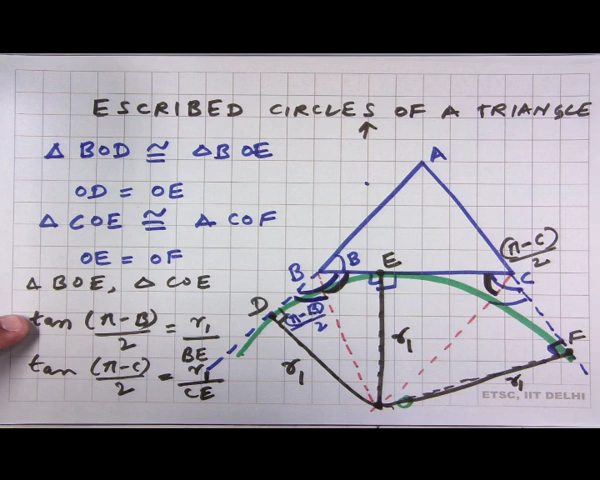 ESCRIBED CIRCLES OF A TRIANGLE
↑
Δ BOD ≅ Δ BOE
OD = OE
Δ COE ≅ Δ COF
OE = OF
Δ BOE, Δ COE
tan (π-B)/2 = r₁/BE
tan (π-C)/2 = r₁/CE
A
B
B
E
(π-C)/2
C
D
(π-B)/2
F
r₁
r₁
r₁
O
ETSC, IIT DELHI